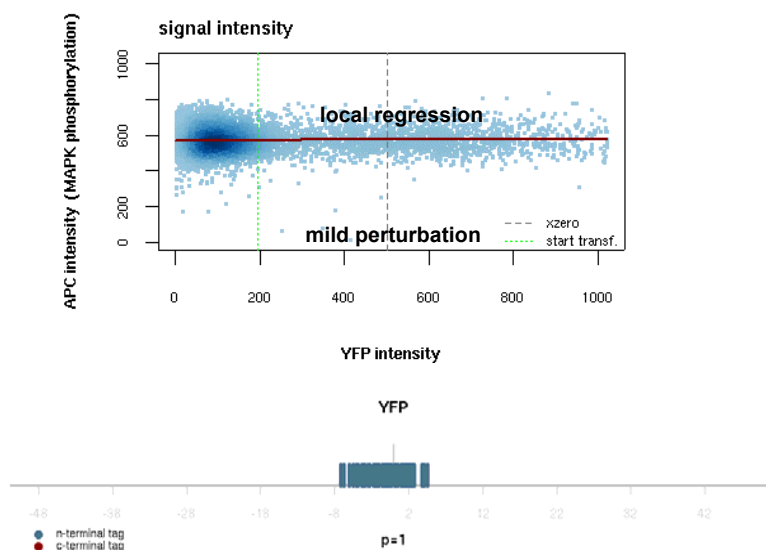 signal intensity
APC intensity (MAPK phosphorylation)
1000
600
200
0
local regression
mild perturbation
xzero
start transf.
0 200 400 600 800 1000
YFP intensity
YFP
-48 -38 -28 -18 -8 2 12 22 32 42
n-terminal tag
c-terminal tag
p=1